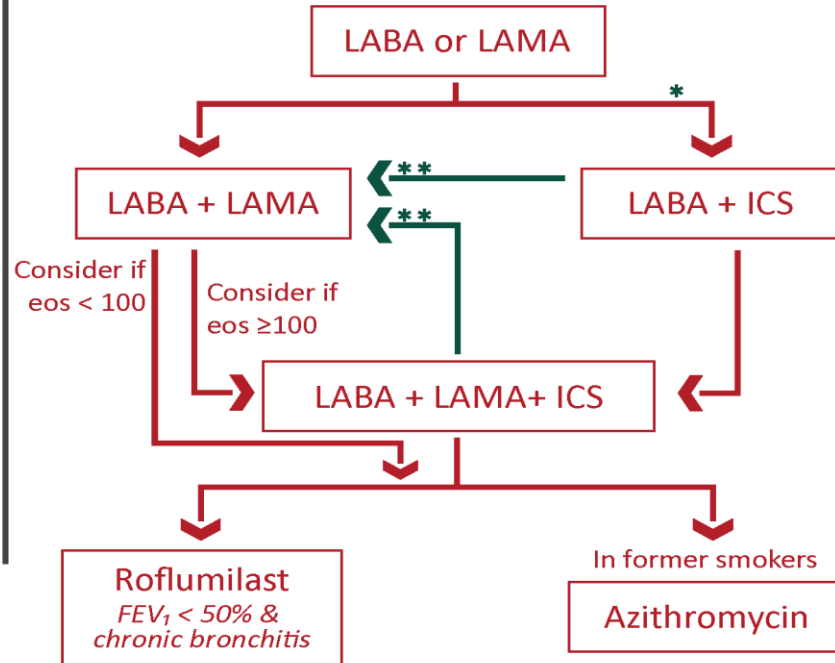 LABA or LAMA
*
**
LABA + LAMA
LABA + ICS
**
Consider if
eos < 100
Consider if
eos ≥100
LABA + LAMA+ ICS
Roflumilast
FEV₁ < 50% &
chronic bronchitis
In former smokers
Azithromycin